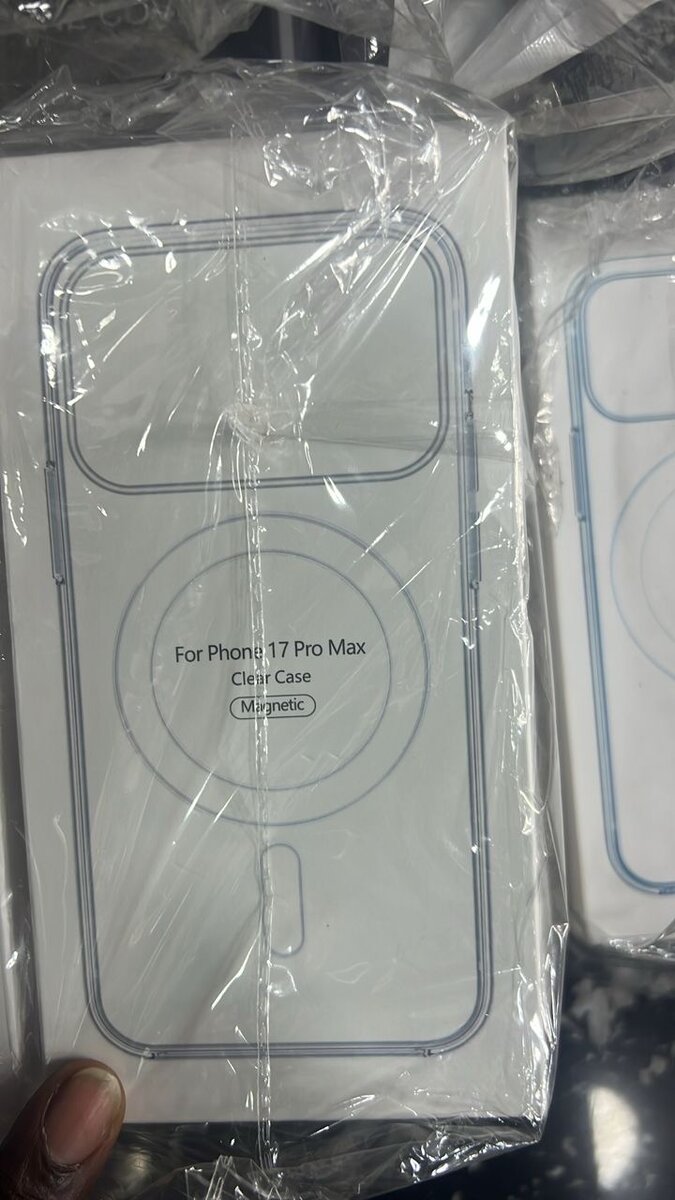 For Phone 17 Pro Max
Clear Case
Magnetic